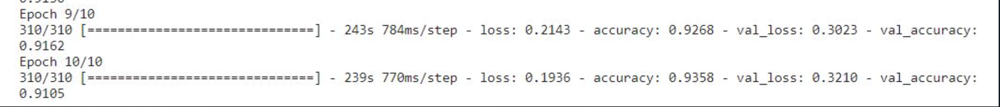 Epoch 9/10
310/310 [==============================] - 243s 784ms/step - loss: 0.2143 - accuracy: 0.9268 - val_loss: 0.3023 - val_accuracy:
0.9162
Epoch 10/10
310/310 [==============================] - 239s 770ms/step - loss: 0.1936 - accuracy: 0.9358 - val_loss: 0.3210 - val_accuracy:
0.9105